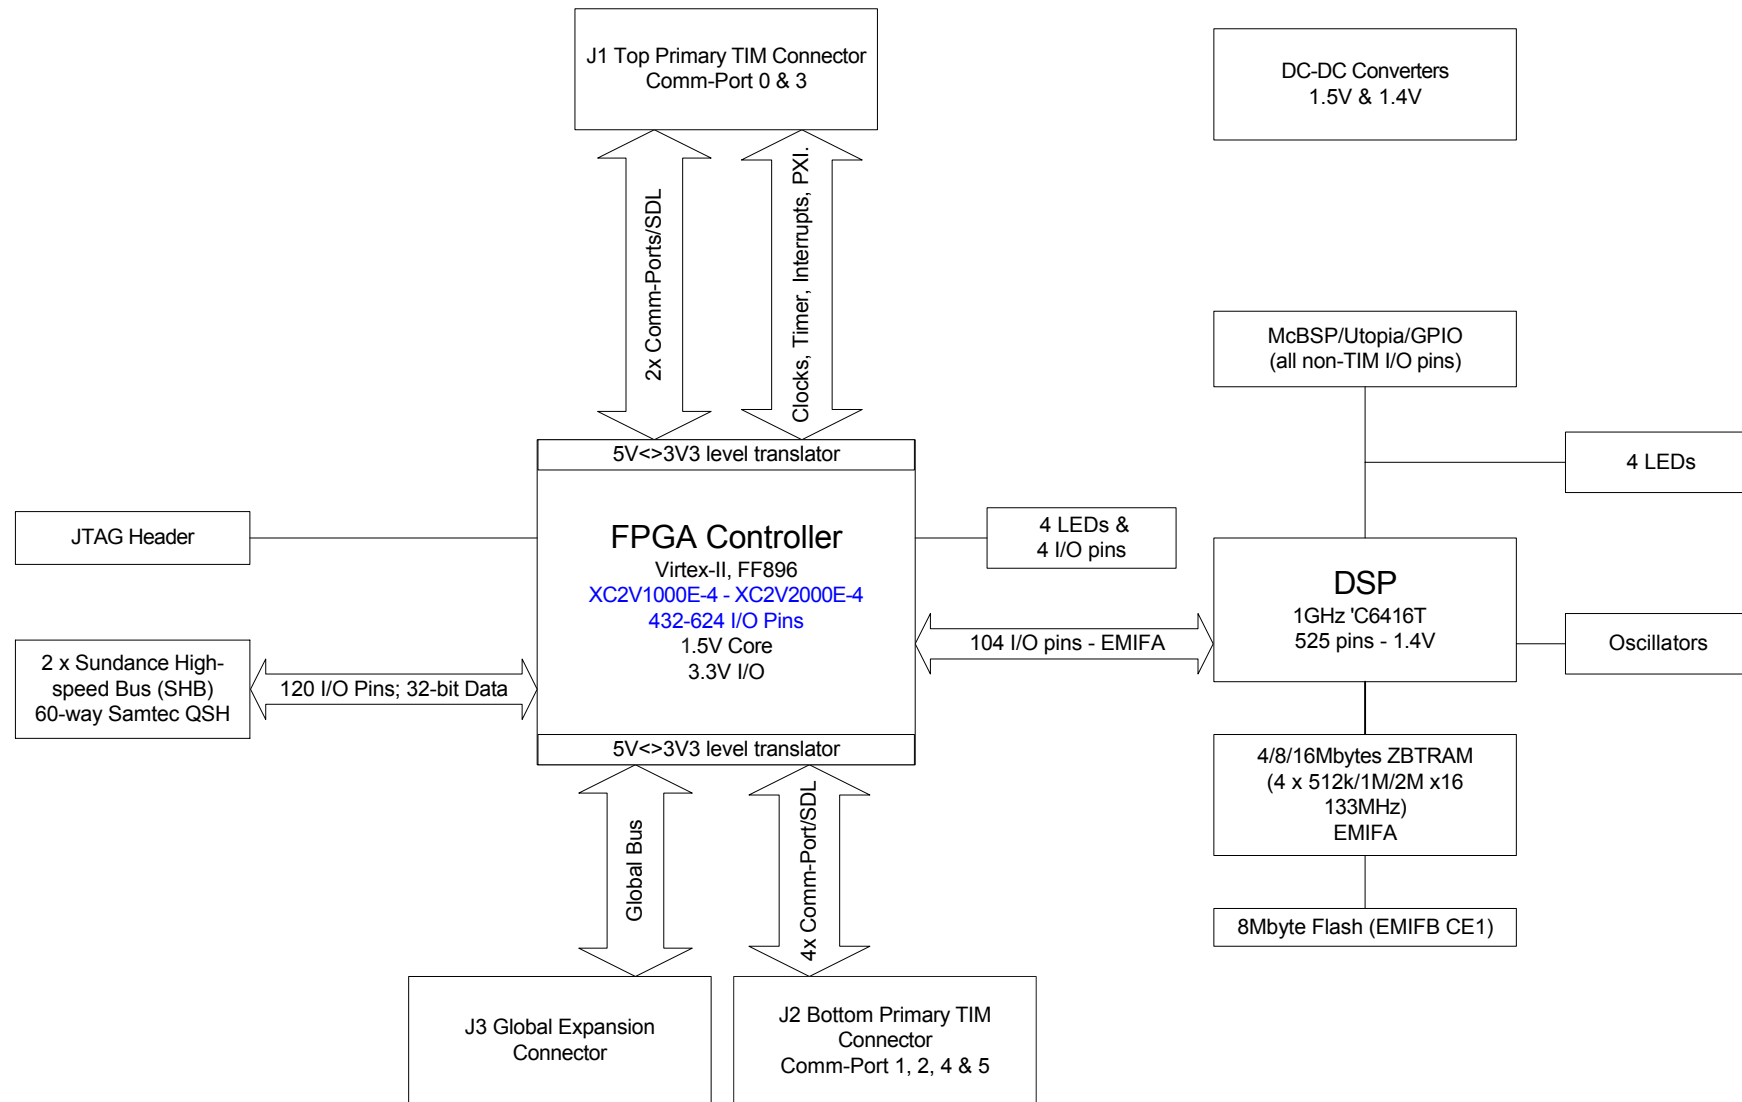 J1 Top Primary TIM Connector
Comm-Port 0 & 3
DC-DC Converters
1.5V & 1.4V
2x Comm-Ports/SDL
Clocks, Timer, Interrupts, PXI.
McBSP/Utopia/GPIO
(all non-TIM I/O pins)
4 LEDs
5V<>3V3 level translator
JTAG Header
FPGA Controller
Virtex-II, FF896
XC2V1000E-4 - XC2V2000E-4
432-624 I/O Pins
1.5V Core
3.3V I/O
4 LEDs &
4 I/O pins
DSP
1GHz 'C6416T
525 pins - 1.4V
Oscillators
104 I/O pins - EMIFA
2 x Sundance High-
speed Bus (SHB)
60-way Samtec QSH
120 I/O Pins; 32-bit Data
5V<>3V3 level translator
4/8/16Mbytes ZBTRAM
(4 x 512k/1M/2M x16
133MHz)
EMIFA
Global Bus
4x Comm-Port/SDL
8Mbyte Flash (EMIFB CE1)
J3 Global Expansion
Connector
J2 Bottom Primary TIM
Connector
Comm-Port 1, 2, 4 & 5